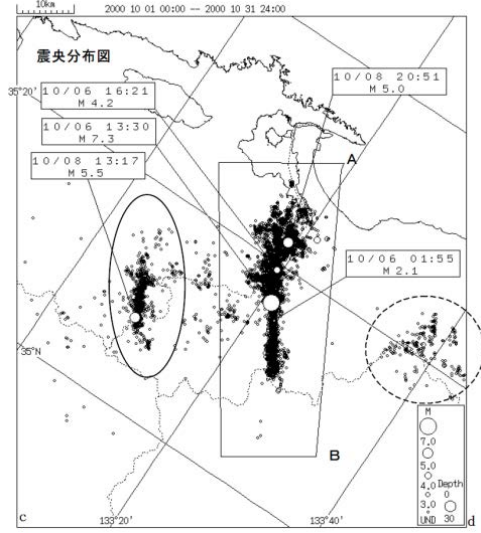 10km
2000 10 01 00:00 -- 2000 10 31 24:00
震央分布図
10/06 16:21
M 4.2
10/06 13:30
M 7.3
10/08 13:17
M 5.5
10/08 20:51
M 5.0
10/06 01:55
M 2.1
35°20'
35°N
A
B
M
7.0
5.0
4.0
3.0
UND
Depth
0
30
c
133°20'
133°40'
d